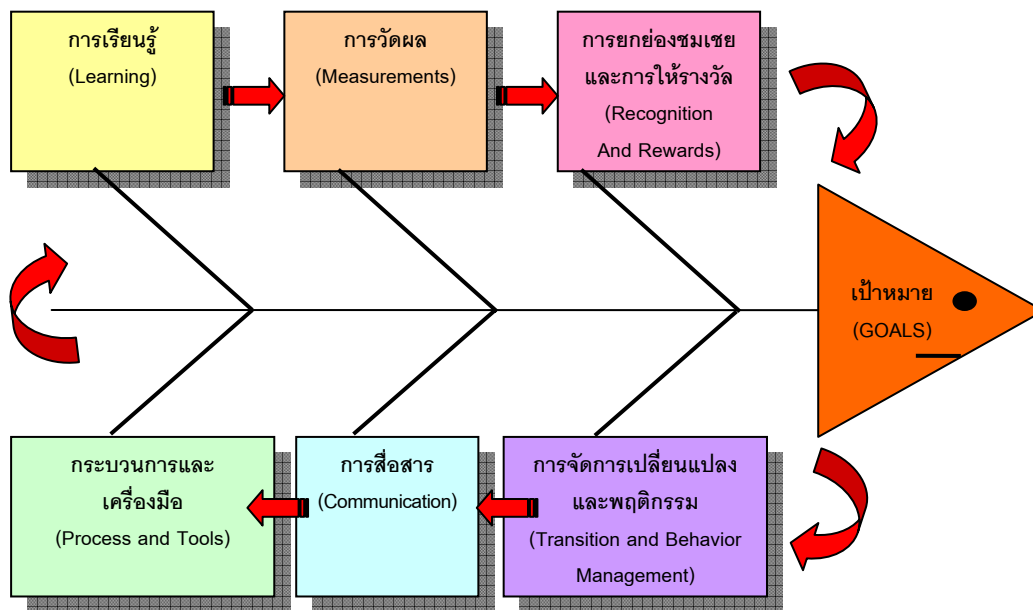 การเรียนรู้
(Learning)
การวัดผล
(Measurements)
การยกย่องชมเชย
และการให้รางวัล
(Recognition
And Rewards)
เป้าหมาย
(GOALS)
กระบวนการและ
เครื่องมือ
(Process and Tools)
การสื่อสาร
(Communication)
การจัดการเปลี่ยนแปลง
และพฤติกรรม
(Transition and Behavior
Management)